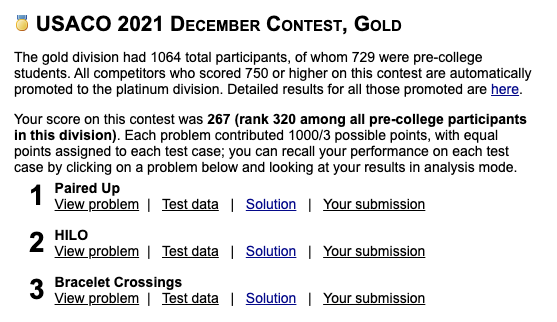 USACO 2021 December Contest, Gold
The gold division had 1064 total participants, of whom 729 were pre-college
students. All competitors who scored 750 or higher on this contest are automatically
promoted to the platinum division. Detailed results for all those promoted are here.
Your score on this contest was 267 (rank 320 among all pre-college participants
in this division). Each problem contributed 1000/3 possible points, with equal
points assigned to each test case; you can recall your performance on each test
case by clicking on a problem below and looking at your results in analysis mode.
1 Paired Up
View problem | Test data | Solution | Your submission
2 HILO
View problem | Test data | Solution | Your submission
3 Bracelet Crossings
View problem | Test data | Solution | Your submission